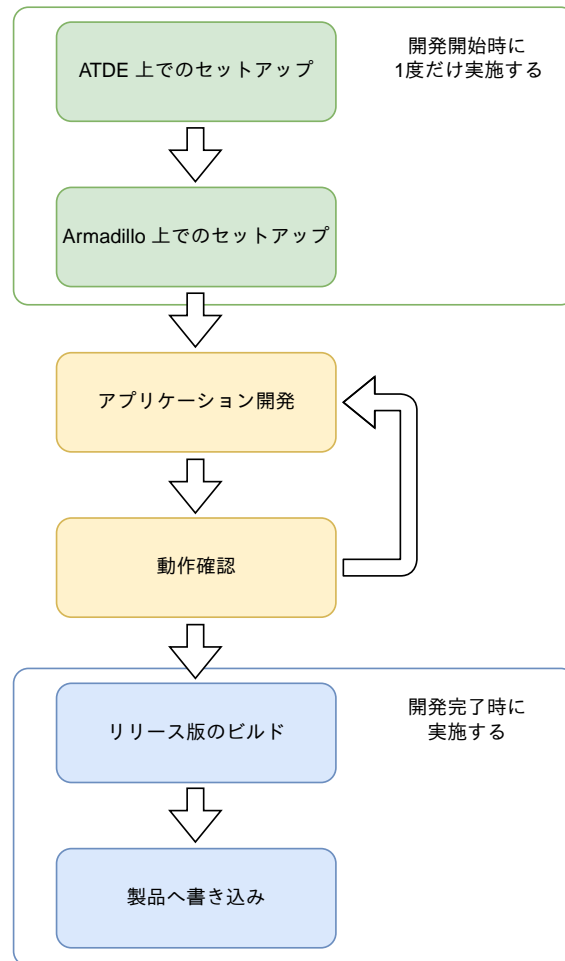 ATDE 上でのセットアップ
開発開始時に
1度だけ実施する
Armadillo 上でのセットアップ
アプリケーション開発
動作確認
リリース版のビルド
開発完了時に
実施する
製品へ書き込み